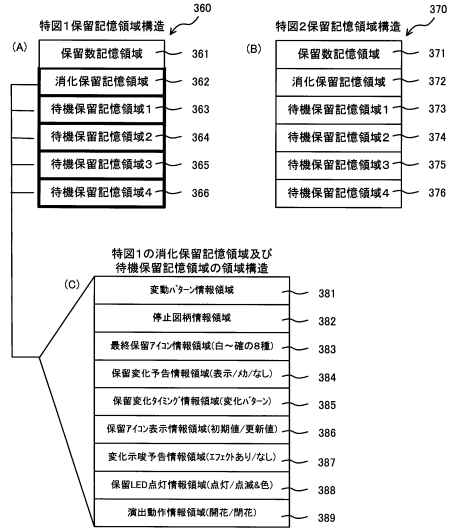 特図1保留記憶領域構造
360
(A)
保留数記憶領域
361
消化保留記憶領域
362
待機保留記憶領域1
363
待機保留記憶領域2
364
待機保留記憶領域3
365
待機保留記憶領域4
366
特図2保留記憶領域構造
370
(B)
保留数記憶領域
371
消化保留記憶領域
372
待機保留記憶領域1
373
待機保留記憶領域2
374
待機保留記憶領域3
375
待機保留記憶領域4
376
特図1の消化保留記憶領域及び
待機保留記憶領域の領域構造
(C)
変動パターン情報領域
381
停止図柄情報領域
382
最終保留アイコン情報領域(白～確の8種)
383
保留変化予告情報領域(表示/メカ/なし)
384
保留変化タイミング情報領域(変化パターン)
385
保留アイコン表示情報領域(初期値/更新値)
386
変化示唆予告情報領域(エフェクトあり/なし)
387
保留LED点灯情報領域(点灯/点滅&色)
388
演出動作情報領域(開花/閉花)
389